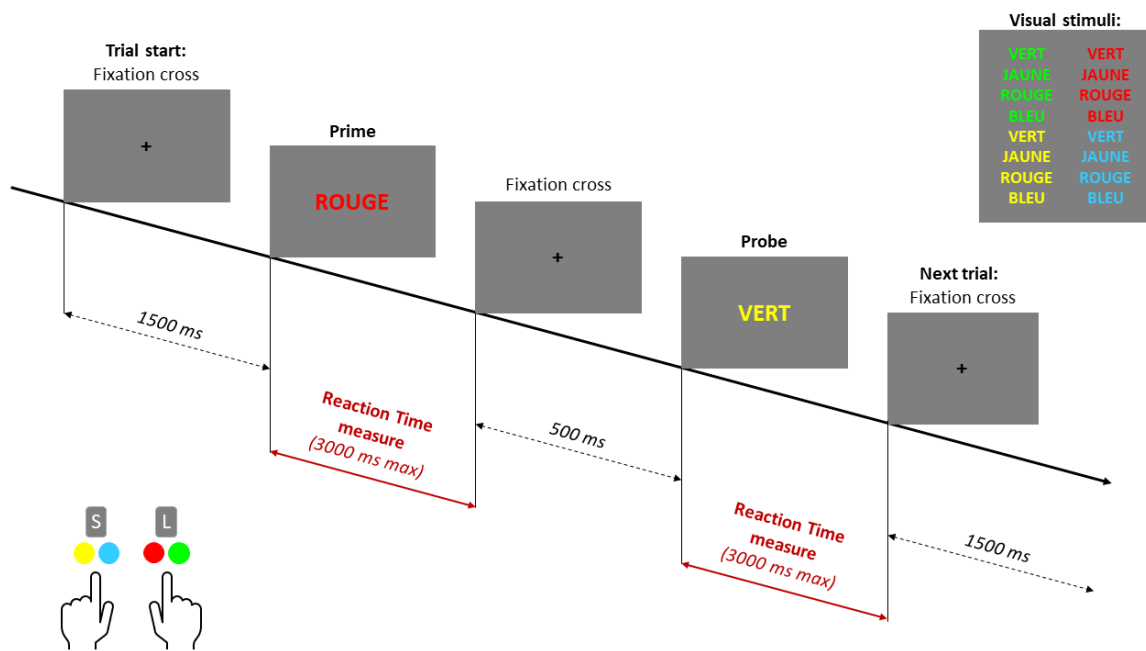 Trial start:
Fixation cross
+
Prime
ROUGE
Fixation cross
+
Probe
VERT
Next trial:
Fixation cross
+
Visual stimuli:
VERT VERT
JAUNE JAUNE
ROUGE ROUGE
BLEU BLEU
VERT VERT
JAUNE JAUNE
ROUGE ROUGE
BLEU BLEU
1500 ms
Reaction Time
measure
(3000 ms max)
500 ms
Reaction Time
measure
(3000 ms max)
1500 ms
S L